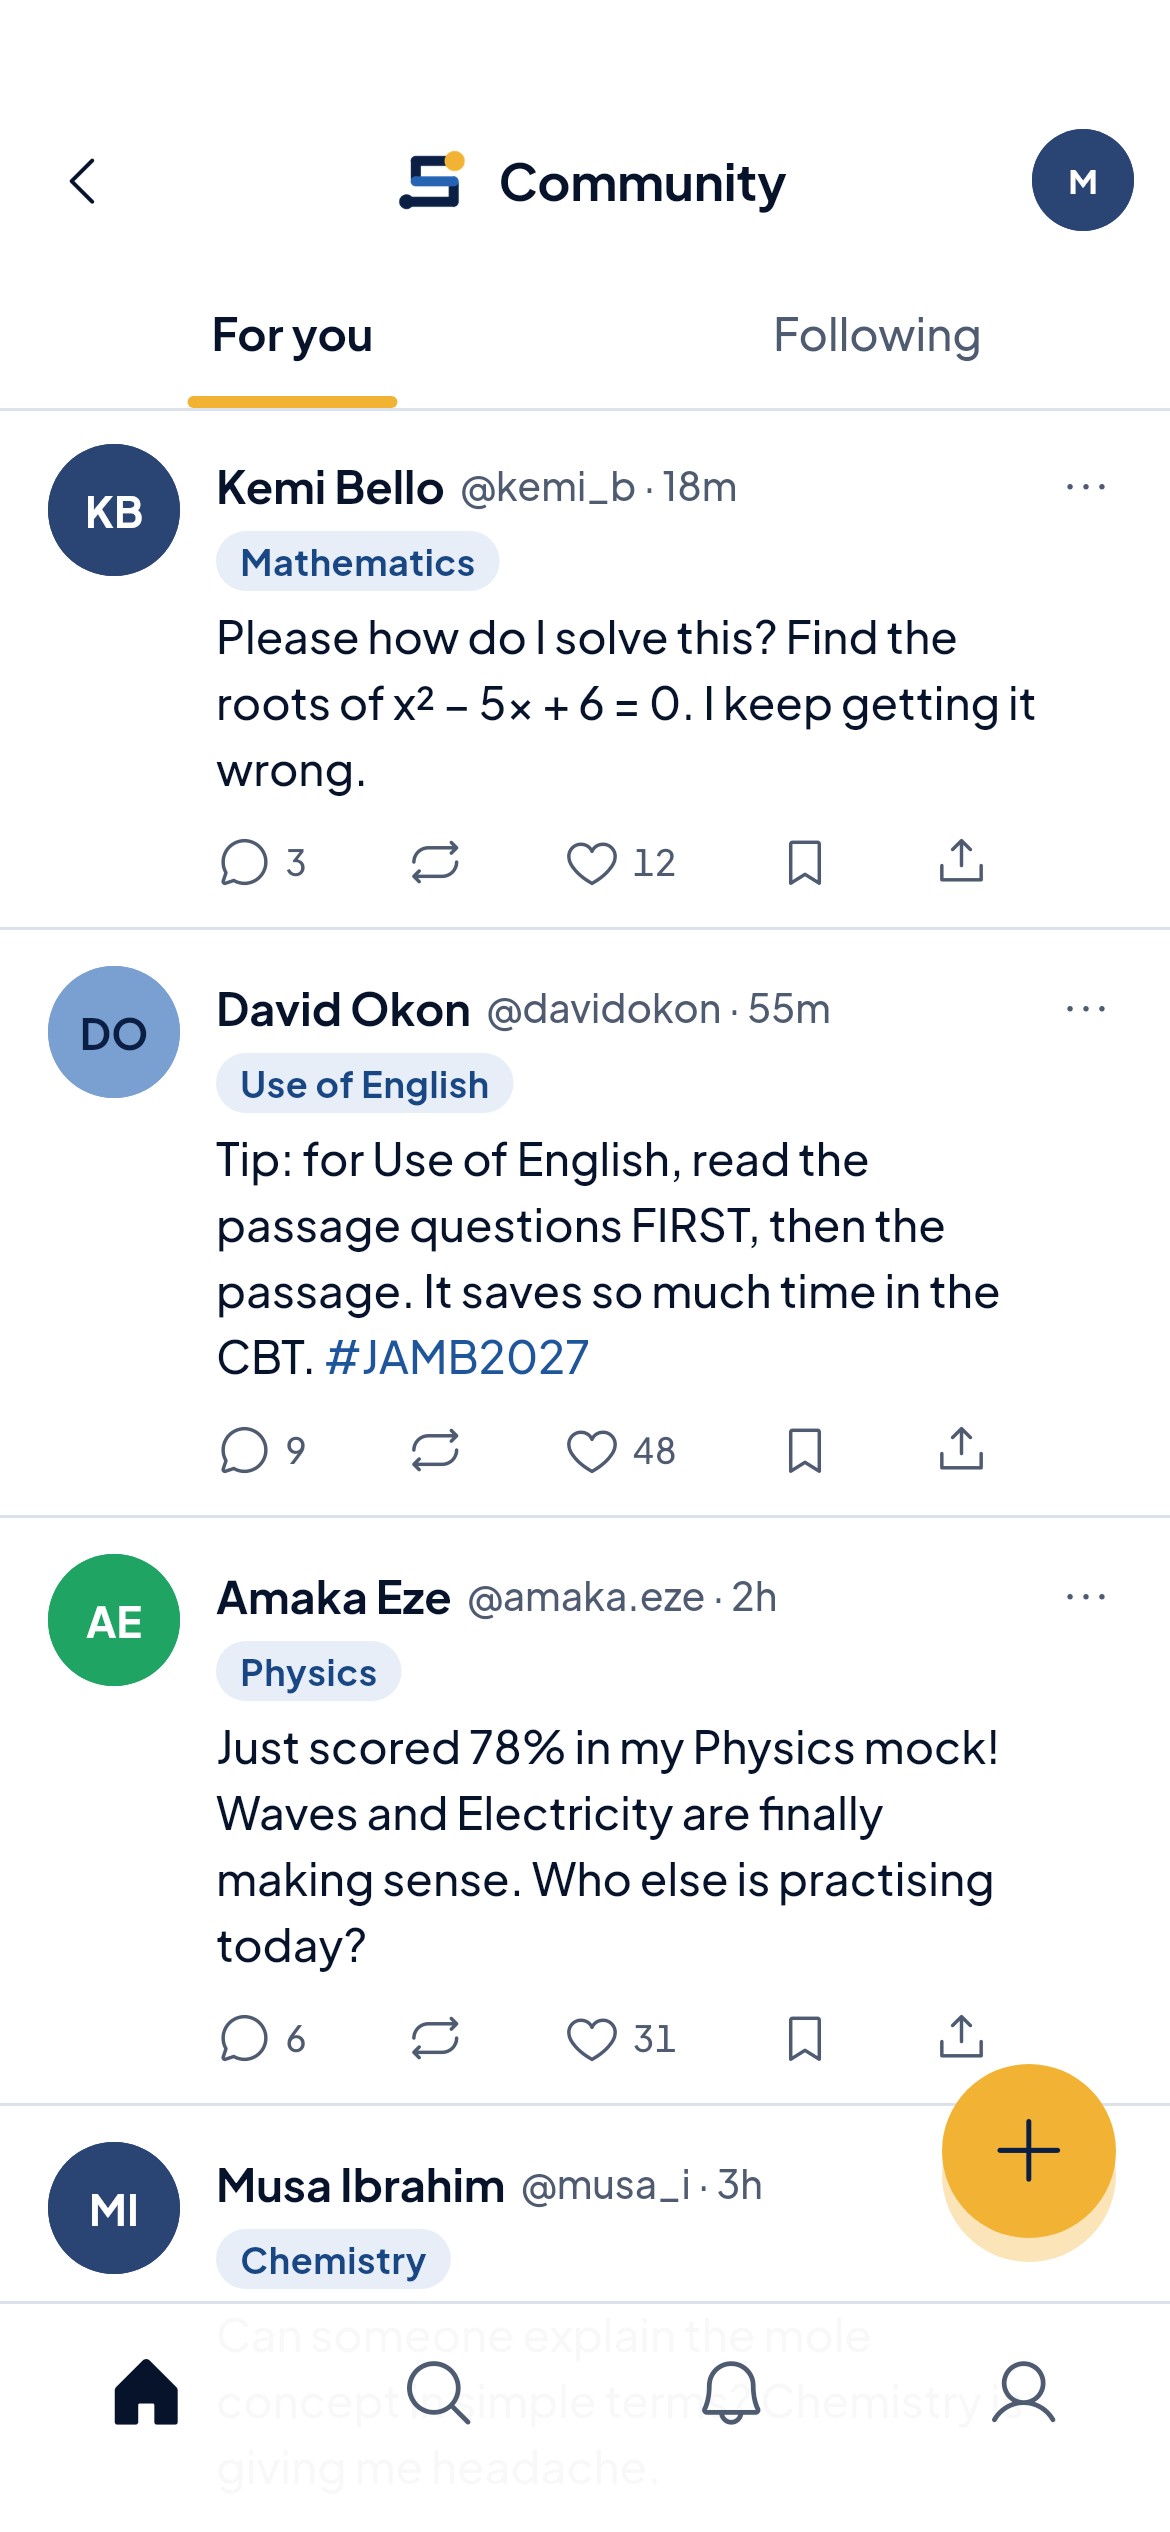 Community
M
For you
Following
KB
Kemi Bello @kemi_b · 18m
Mathematics
Please how do I solve this? Find the
roots of x² – 5× + 6 = 0. I keep getting it
wrong.
3
12
DO
David Okon @davidokon · 55m
Use of English
Tip: for Use of English, read the
passage questions FIRST, then the
passage. It saves so much time in the
CBT. #JAMB2027
9
48
AE
Amaka Eze @amaka.eze · 2h
Physics
Just scored 78% in my Physics mock!
Waves and Electricity are finally
making sense. Who else is practising
today?
6
31
MI
Musa Ibrahim @musa_i · 3h
Chemistry
Can someone explain the mole
concept in simple terms? Chemistry is
giving me headache.